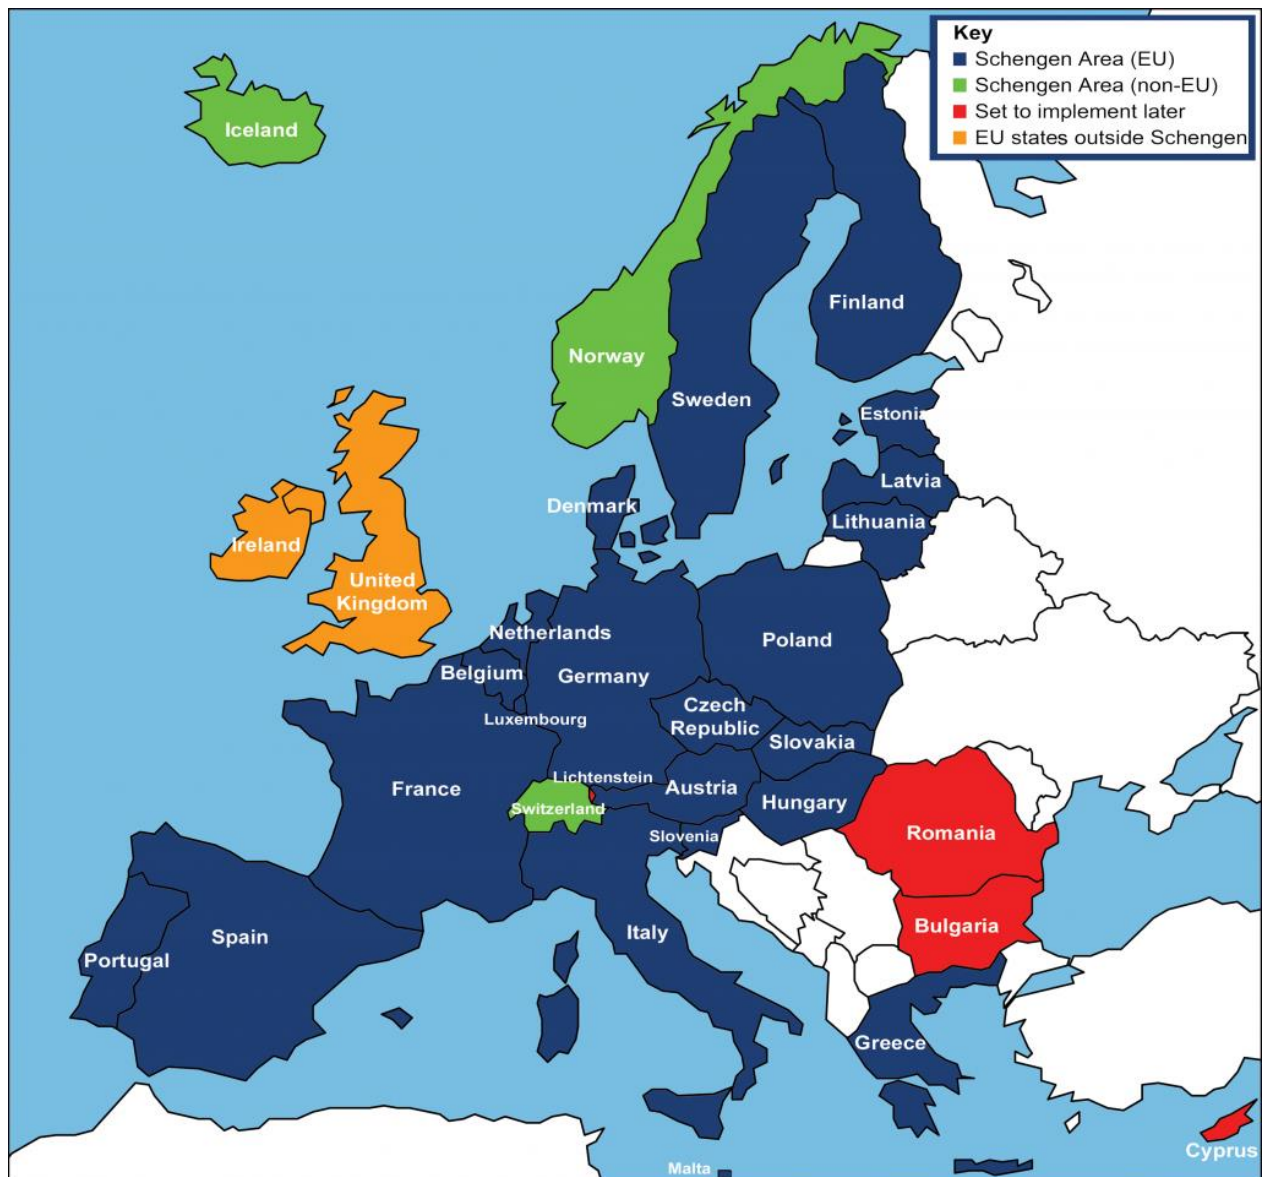 Key
Schengen Area (EU)
Schengen Area (non-EU)
Set to implement later
EU states outside Schengen
Iceland
Norway
Finland
Sweden
Estonia
Latvia
Lithuania
Denmark
Ireland
United
Kingdom
Netherlands
Belgium
Germany
Poland
Luxembourg
Czech
Republic
Slovakia
Lichtenstein
Austria
France
Switzerland
Hungary
Slovenia
Romania
Bulgaria
Italy
Spain
Portugal
Greece
Cyprus
Malta